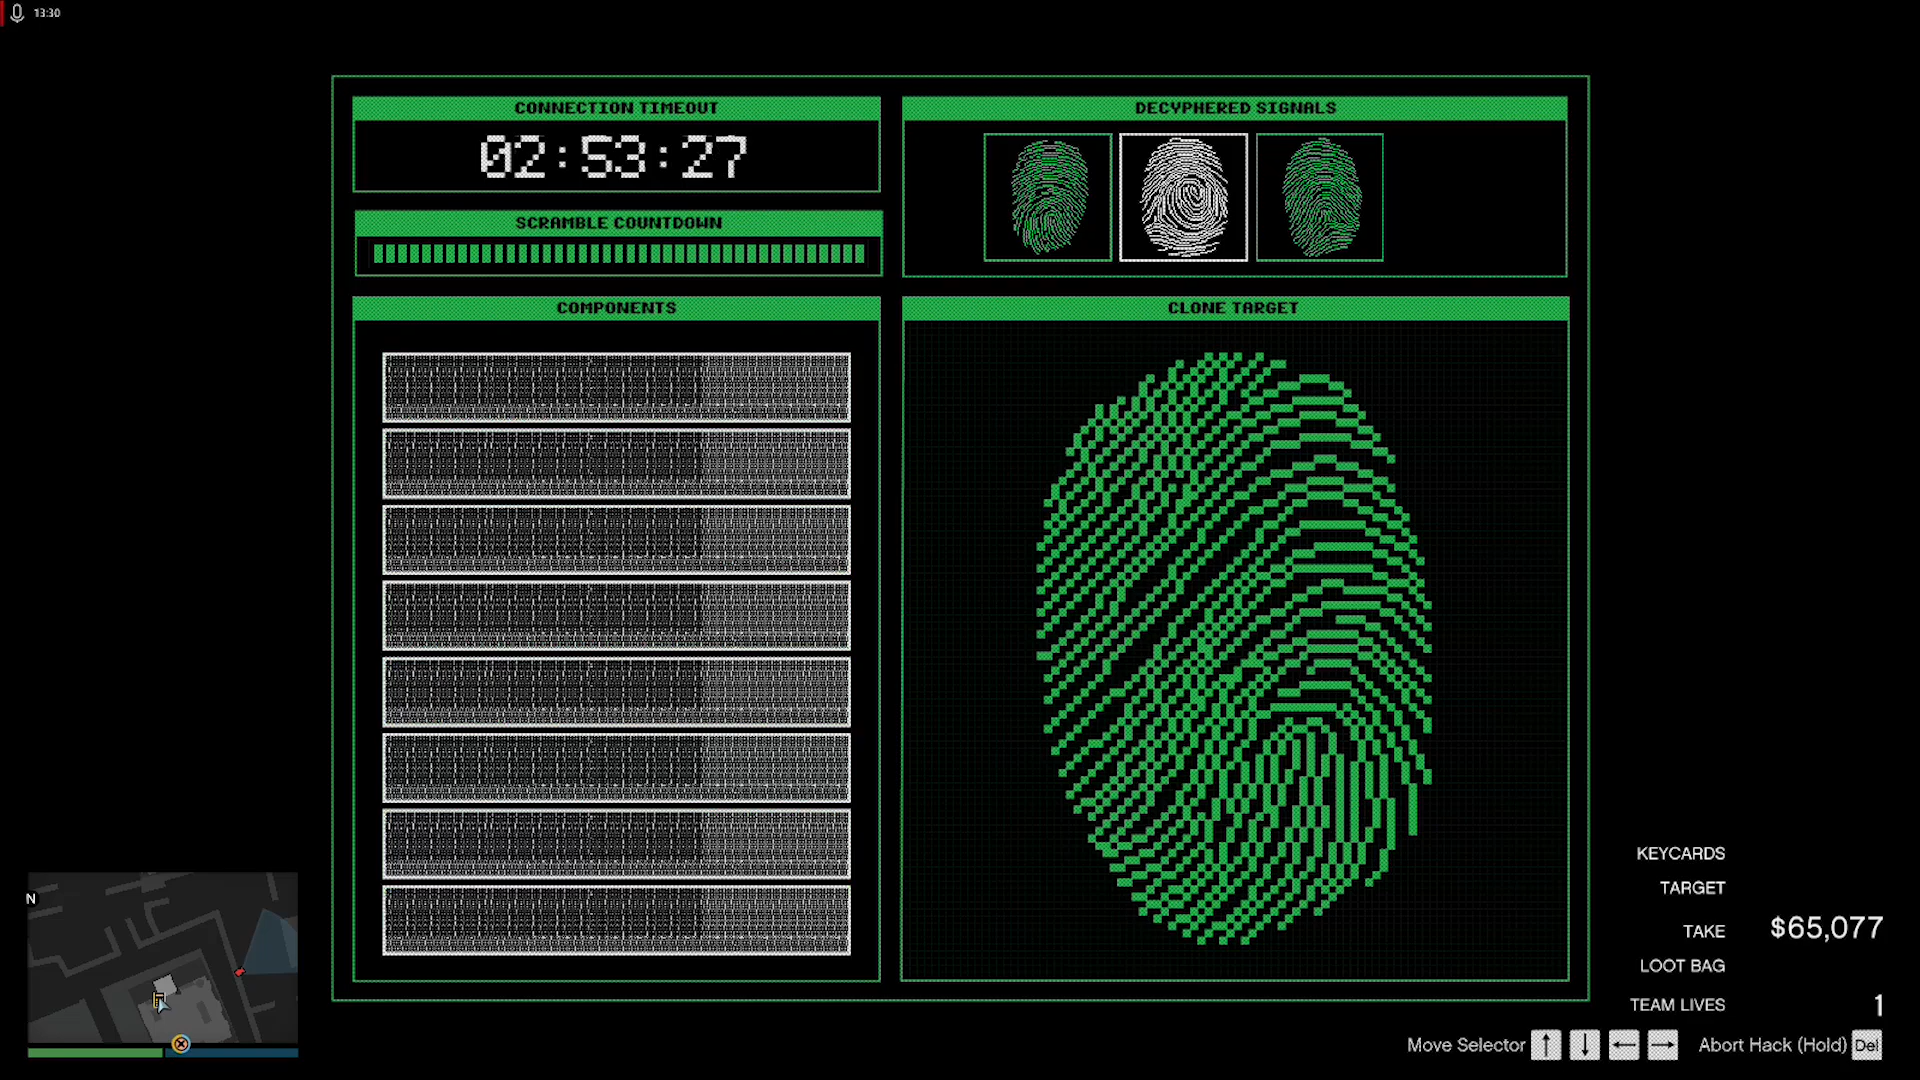 13:30
CONNECTION TIMEOUT
02:53:27
DECYPHERED SIGNALS
SCRAMBLE COUNTDOWN
COMPONENTS
CLONE TARGET
KEYCARDS
TARGET
TAKE $65,077
LOOT BAG
TEAM LIVES 1
N
Move Selector ↑ ↓ ← → Abort Hack (Hold) Del